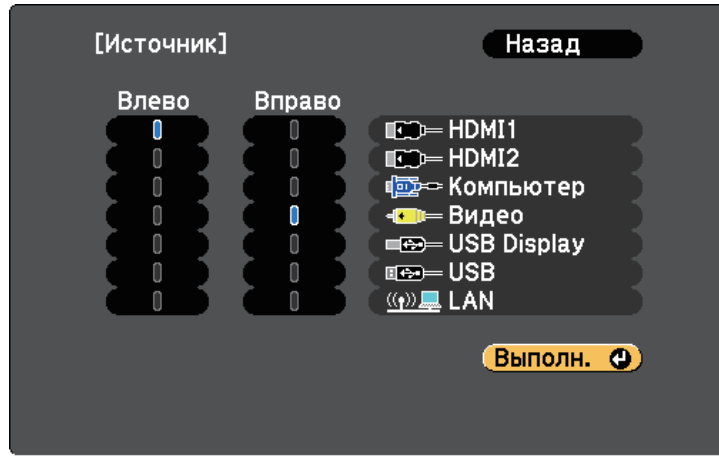 [Источник] Назад
Влево Вправо
HDMI1
HDMI2
Компьютер
Видео
USB Display
USB
LAN
Выполн.